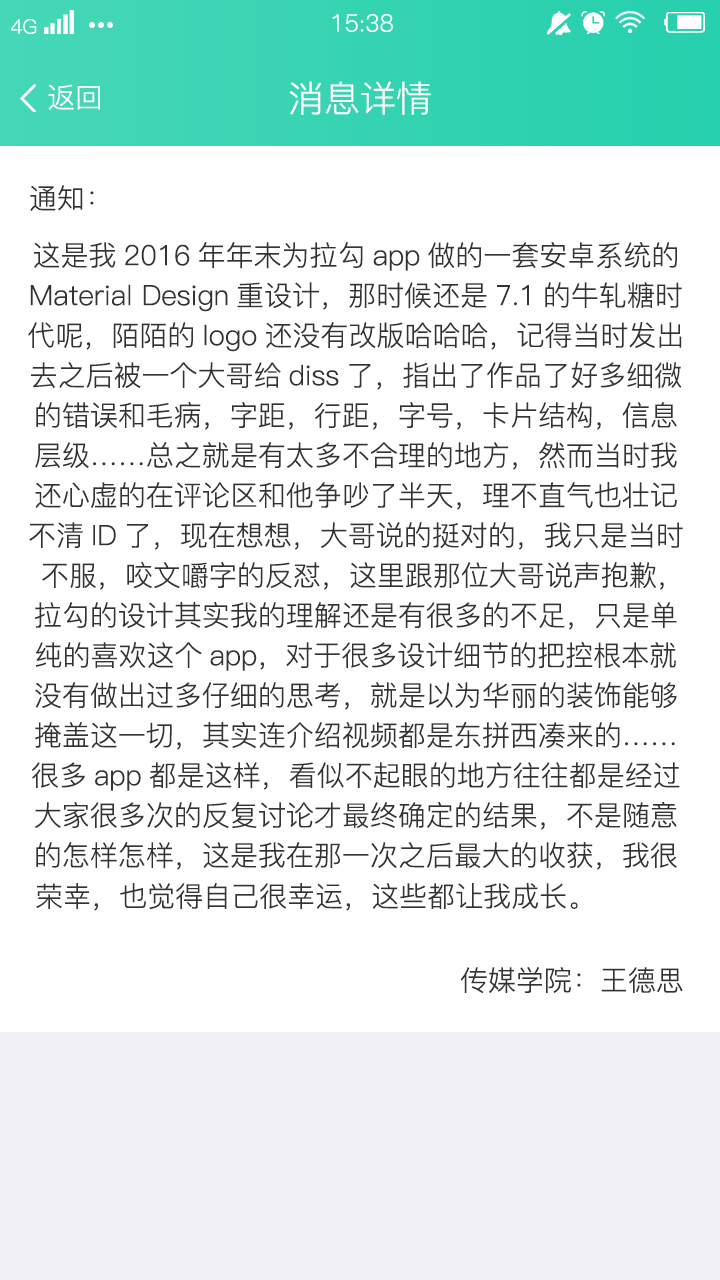 4G 15:38
返回 消息详情
通知：
这是我 2016 年年末为拉勾 app 做的一套安卓系统的
Material Design 重设计，那时候还是 7.1 的牛轧糖时
代呢，陌陌的 logo 还没有改版哈哈哈，记得当时发出
去之后被一个大哥给 diss 了，指出了作品了好多细微
的错误和毛病，字距，行距，字号，卡片结构，信息
层级……总之就是有太多不合理的地方，然而当时我
还心虚的在评论区和他争吵了半天，理不直气也壮记
不清 ID 了，现在想想，大哥说的挺对的，我只是当时
不服，咬文嚼字的反怼，这里跟那位大哥说声抱歉，
拉勾的设计其实我的理解还是有很多的不足，只是单
纯的喜欢这个 app，对于很多设计细节的把控根本就
没有做出过多仔细的思考，就是以为华丽的装饰能够
掩盖这一切，其实连介绍视频都是东拼西凑来的……
很多 app 都是这样，看似不起眼的地方往往都是经过
大家很多次的反复讨论才最终确定的结果，不是随意
的怎样怎样，这是我在那一次之后最大的收获，我很
荣幸，也觉得自己很幸运，这些都让我成长。
传媒学院：王德思